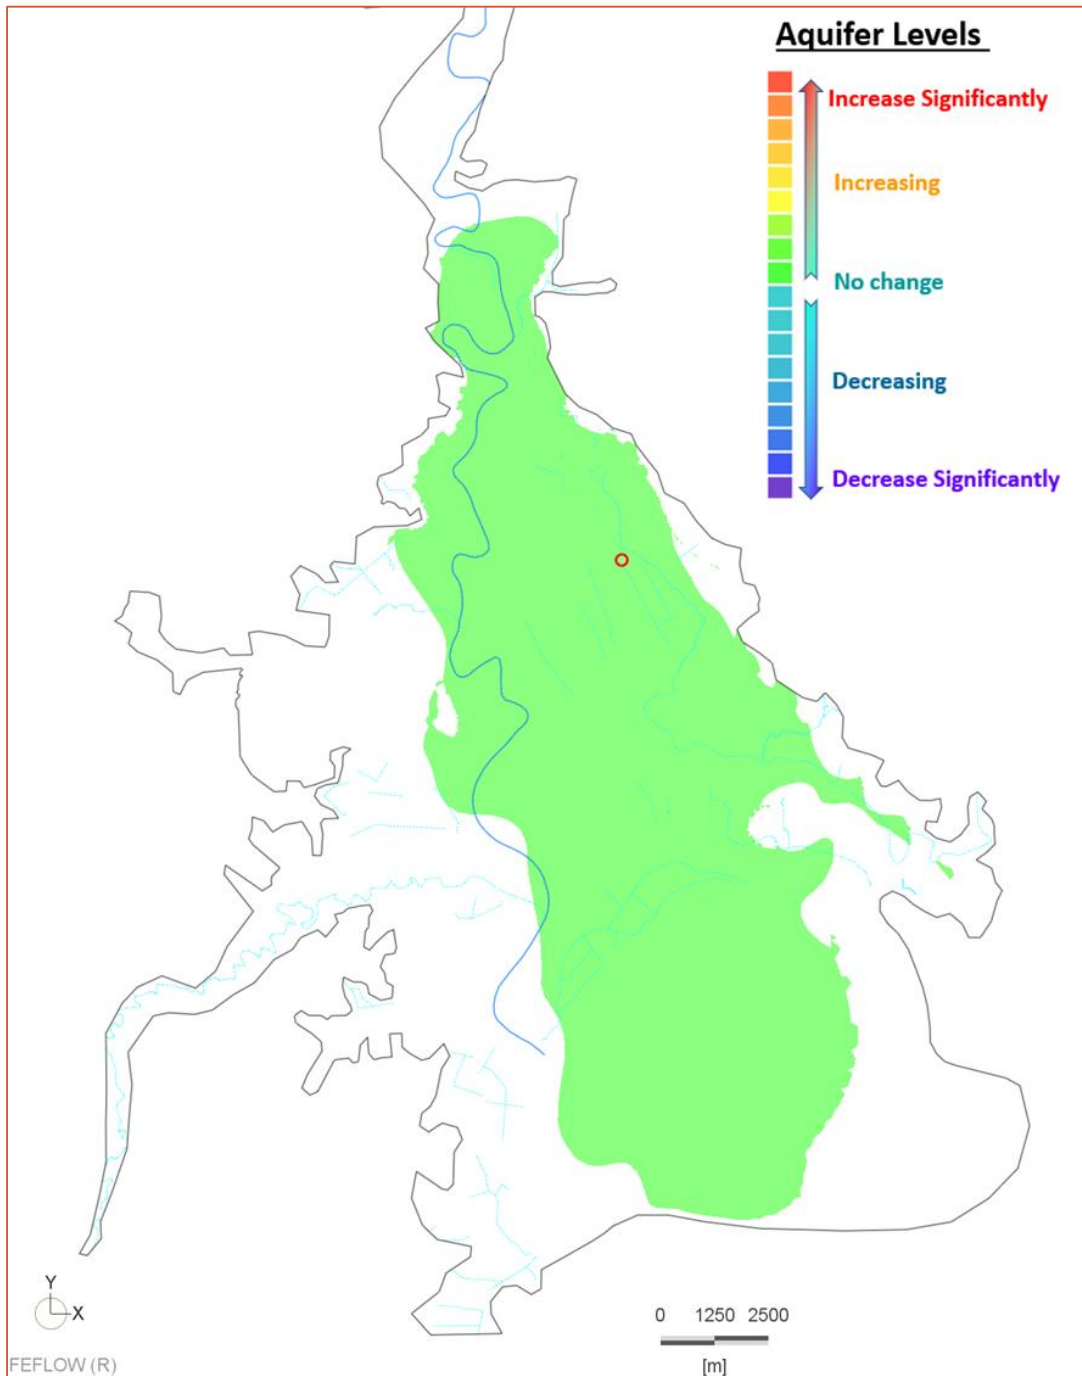 Aquifer Levels
Increase Significantly
Increasing
No change
Decreasing
Decrease Significantly
Y
X
0 1250 2500
[m]
FEFLOW (R)